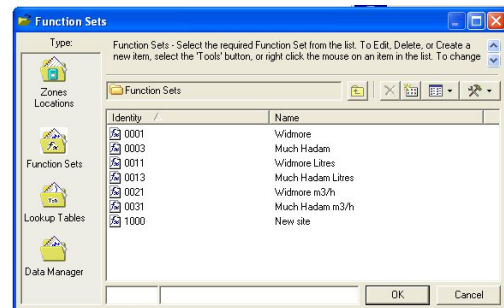 Function Sets
Type:
Function Sets - Select the required Function Set from the list. To Edit, Delete, or Create a
new item, select the 'Tools' button, or right click the mouse on an item in the list. To change
Zones
Locations
Function Sets
Lookup Tables
Data Manager
Function Sets
Identity Name
0001 Widmore
0003 Much Hadam
0011 Widmore Litres
0013 Much Hadam Litres
0021 Widmore m3/h
0031 Much Hadam m3/h
1000 New site
OK Cancel